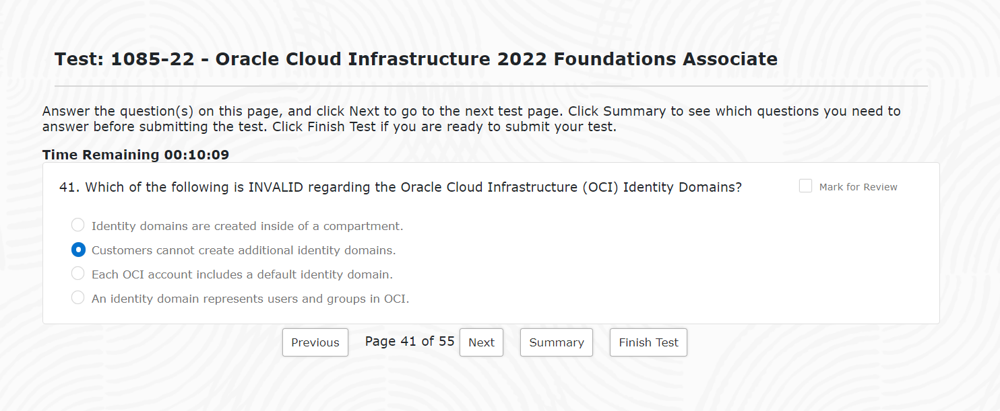 Test: 1085-22 - Oracle Cloud Infrastructure 2022 Foundations Associate
Answer the question(s) on this page, and click Next to go to the next test page. Click Summary to see which questions you need to
answer before submitting the test. Click Finish Test if you are ready to submit your test.
Time Remaining 00:10:09
41. Which of the following is INVALID regarding the Oracle Cloud Infrastructure (OCI) Identity Domains?
Mark for Review
Identity domains are created inside of a compartment.
Customers cannot create additional identity domains.
Each OCI account includes a default identity domain.
An identity domain represents users and groups in OCI.
Previous Page 41 of 55 Next Summary Finish Test